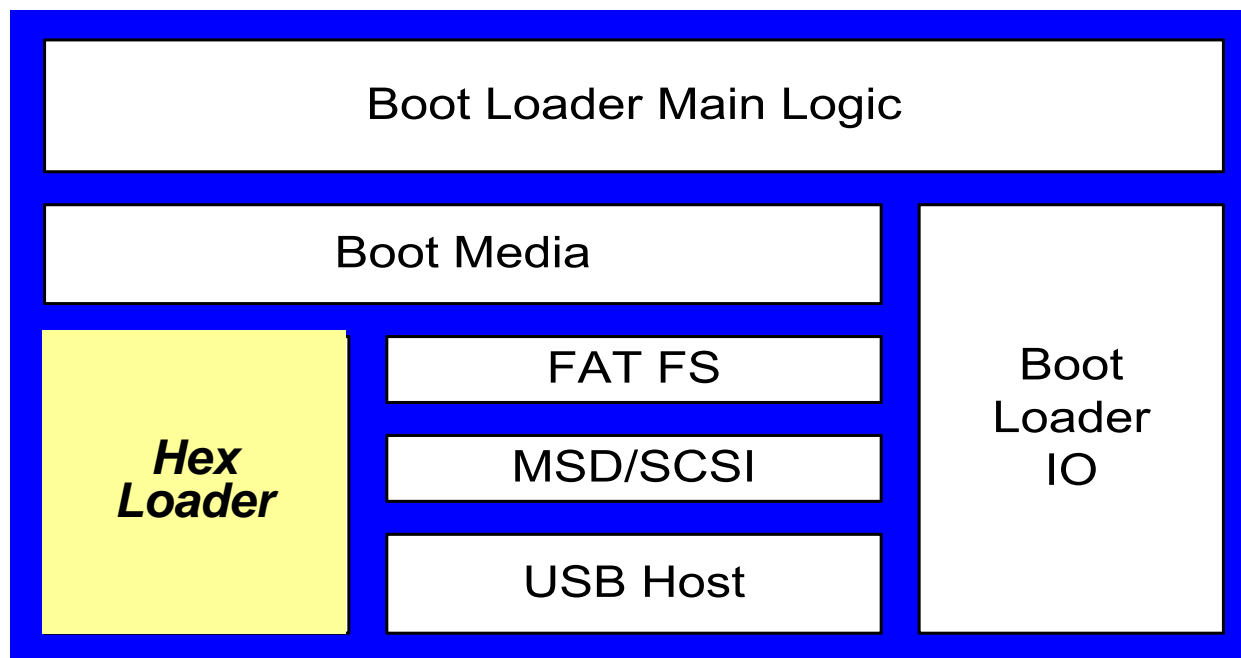 Boot Loader Main Logic
Boot Media
Hex
Loader
FAT FS
MSD/SCSI
USB Host
Boot
Loader
IO